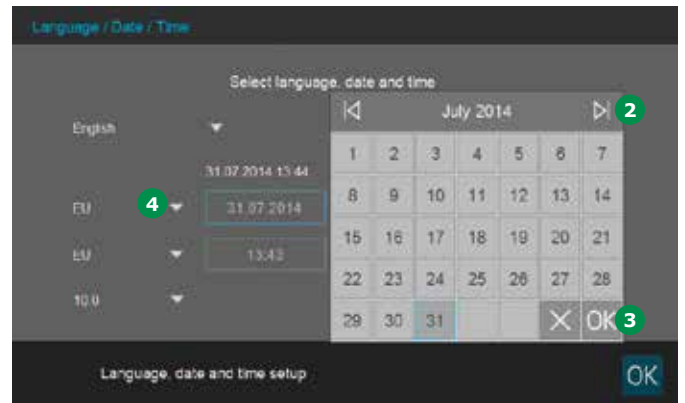 Language / Date / Time
Select language, date and time
English
31.07.2014 13:44
EU
4
31.07.2014
EU
13:43
10.0
July 2014
2
1 2 3 4 5 6 7
8 9 10 11 12 13 14
15 16 17 18 19 20 21
22 23 24 25 26 27 28
29 30 31 OK
3
Language, date and time setup
OK